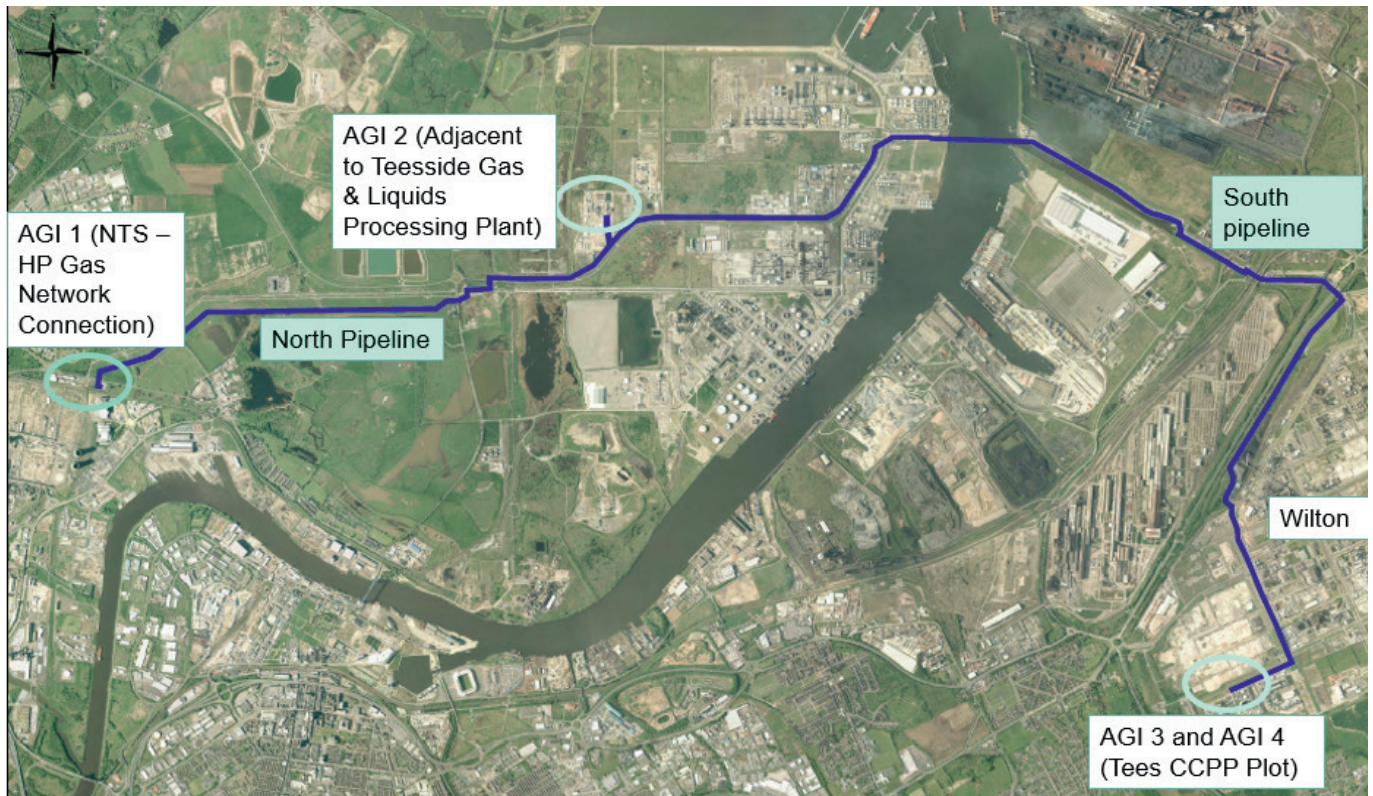 AGI 1 (NTS –
HP Gas
Network
Connection)
AGI 2 (Adjacent
to Teesside Gas
& Liquids
Processing Plant)
North Pipeline
South
pipeline
Wilton
AGI 3 and AGI 4
(Tees CCPP Plot)